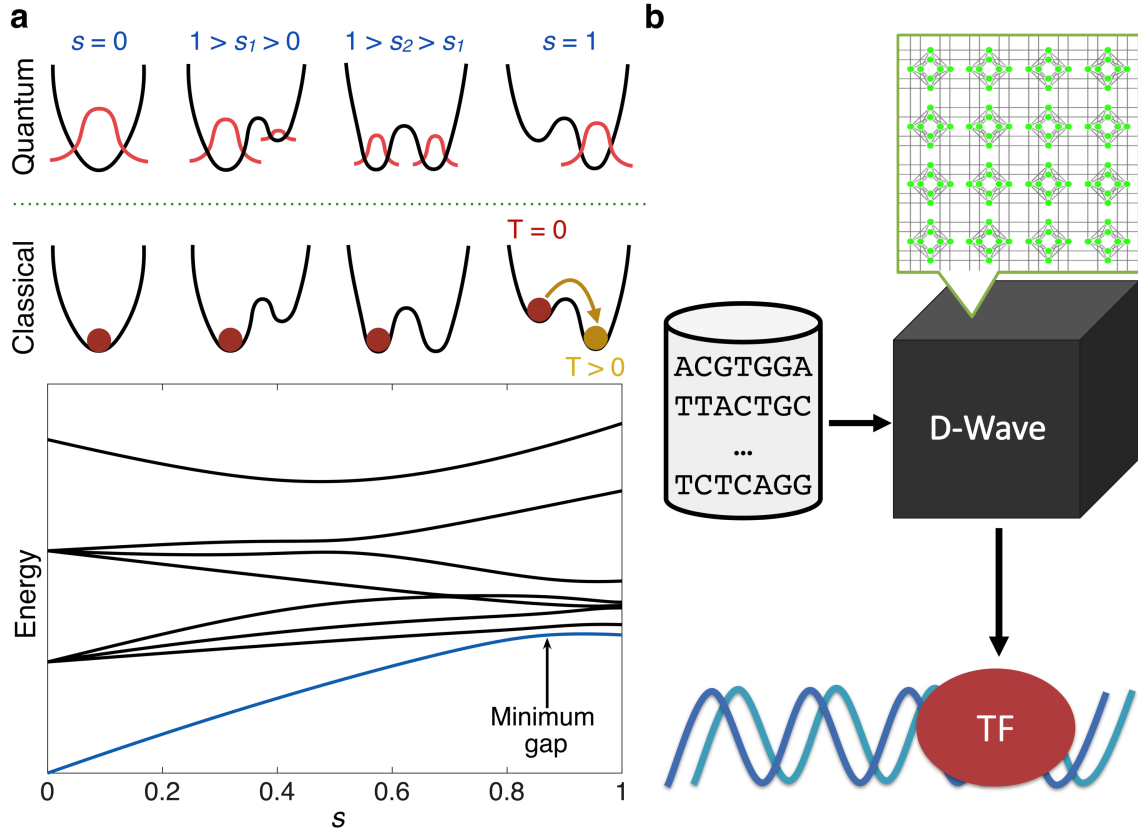 a
s = 0
1 > s₁ > 0
1 > s₂ > s₁
s = 1
Quantum
Classical
T = 0
T > 0
Energy
Minimum
gap
0
0.2
0.4
0.6
0.8
1
s
b
ACGTGGA
TTACTGC
...
TCTCAGG
D-Wave
TF